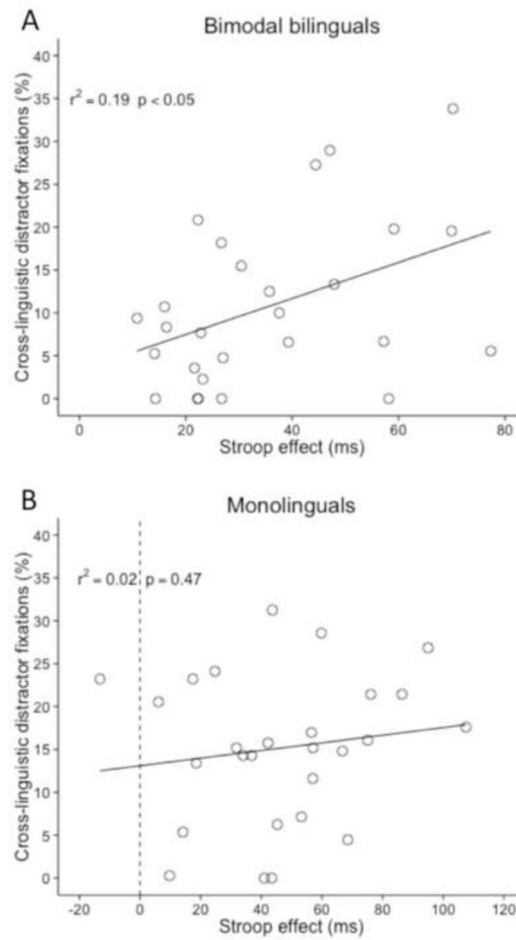 A
Bimodal bilinguals
Cross-linguistic distractor fixations (%)
40
35
30
25
20
15
10
5
0
r² = 0.19 p < 0.05
0 20 40 60 80
Stroop effect (ms)
B
Monolinguals
Cross-linguistic distractor fixations (%)
40
35
30
25
20
15
10
5
0
r² = 0.02 p = 0.47
-20 0 20 40 60 80 100 120
Stroop effect (ms)